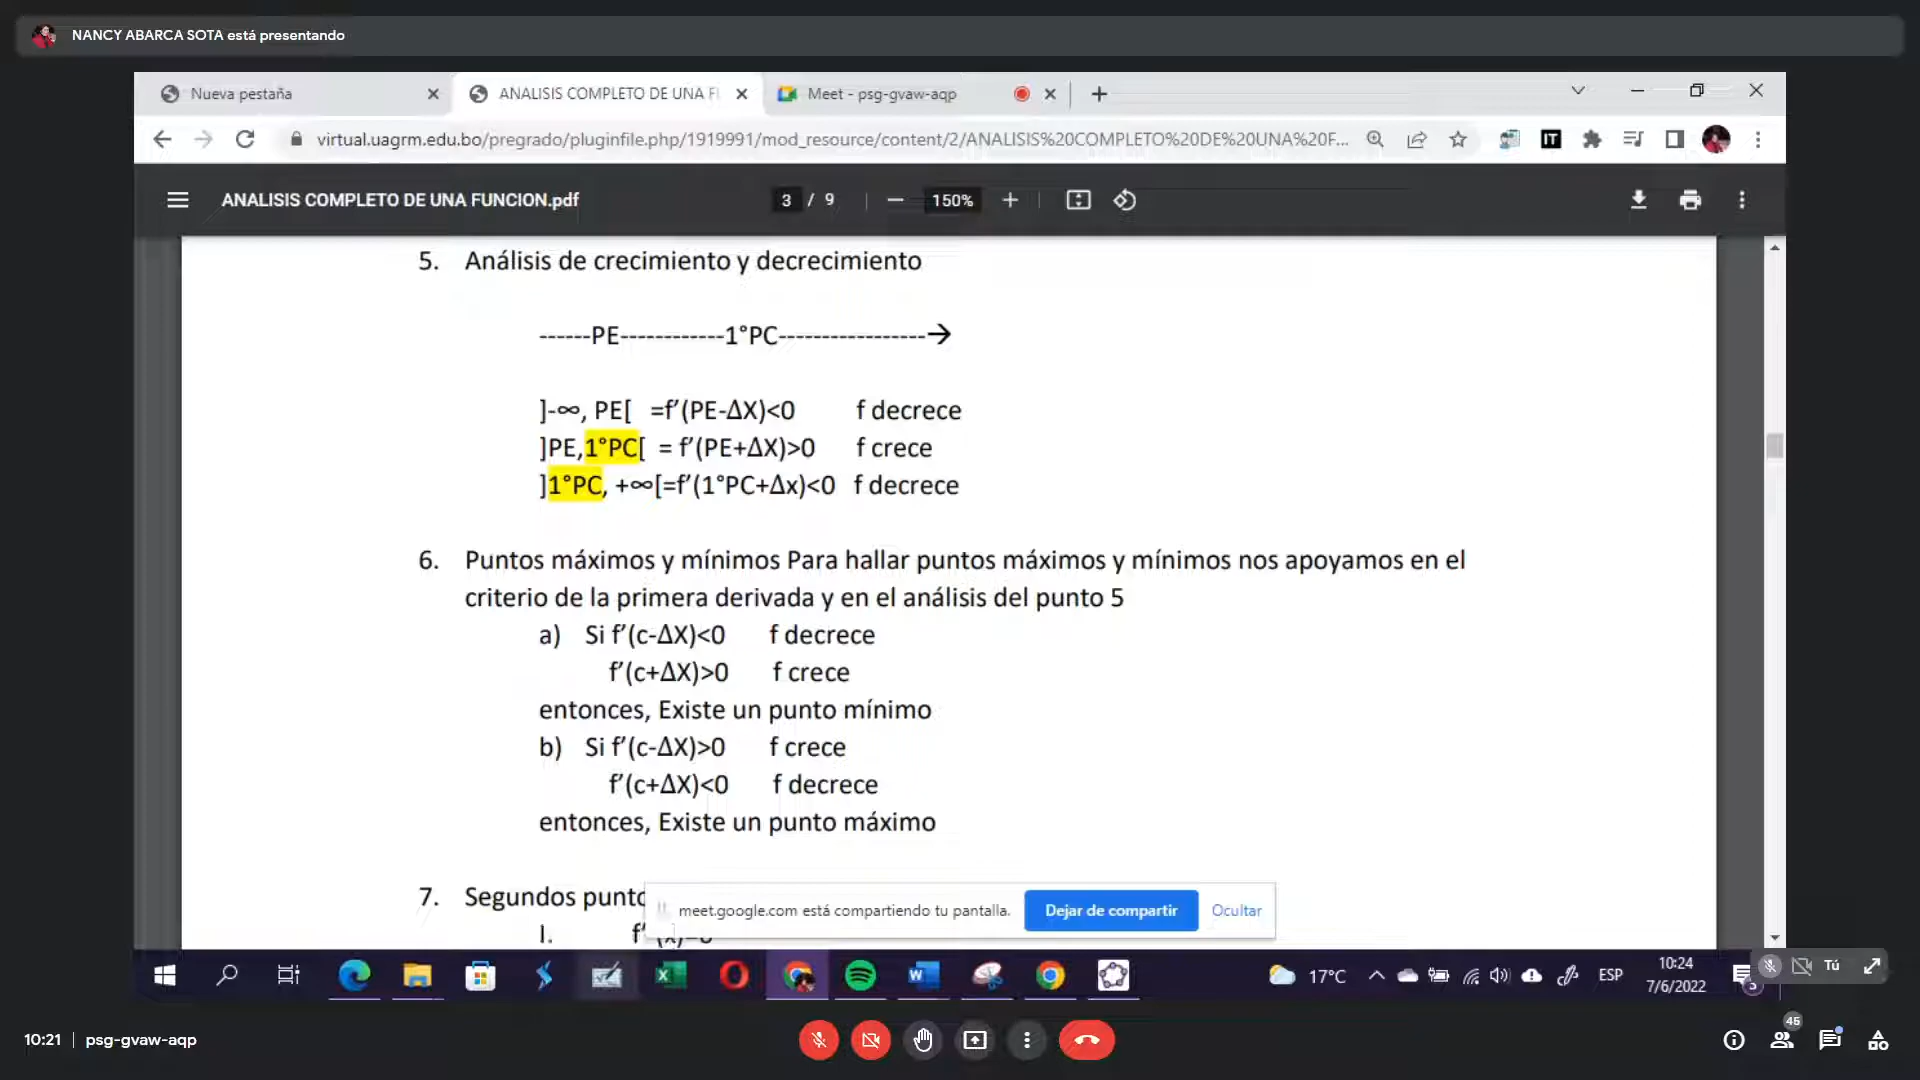 NANCY ABARCA SOTA está presentando
Nueva pestaña
ANALISIS COMPLETO DE UNA F
Meet - psg-gvaw-aqp
virtual.uagrm.edu.bo/pregrado/pluginfile.php/1919991/mod_resource/content/2/ANALISIS%20COMPLETO%20DE%20UNA%20F...
IT
ANALISIS COMPLETO DE UNA FUNCION.pdf
3 / 9
150%
5. Análisis de crecimiento y decrecimiento
------PE------------1°PC-----------------→
]-∞, PE[ =f’(PE-ΔX)<0 f decrece
]PE,1°PC[ = f’(PE+ΔX)>0 f crece
]1°PC, +∞[=f’(1°PC+Δx)<0 f decrece
6. Puntos máximos y mínimos Para hallar puntos máximos y mínimos nos apoyamos en el
criterio de la primera derivada y en el análisis del punto 5
a) Si f’(c-ΔX)<0 f decrece
f’(c+ΔX)>0 f crece
entonces, Existe un punto mínimo
b) Si f’(c-ΔX)>0 f crece
f’(c+ΔX)<0 f decrece
entonces, Existe un punto máximo
7. Segundos punto
meet.google.com está compartiendo tu pantalla.
Dejar de compartir
Ocultar
I.
17°C
ESP
10:24
7/6/2022
5
Tú
10:21 | psg-gvaw-aqp
45